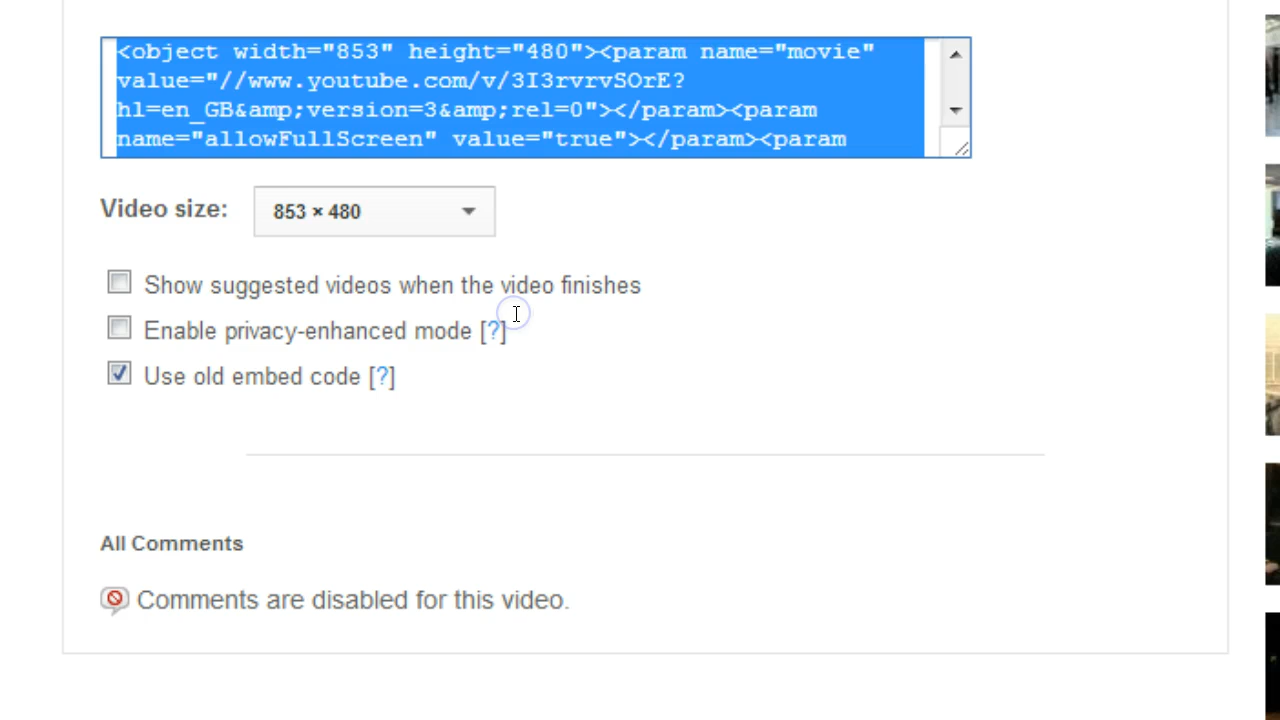 <object width="853" height="480"><param name="movie"
value="//www.youtube.com/v/3I3rvrvSOrE?
hl=en_GB&amp;version=3&amp;rel=0"></param><param
name="allowFullScreen" value="true"></param><param
Video size: 853 × 480
Show suggested videos when the video finishes
Enable privacy-enhanced mode [?]
Use old embed code [?]
All Comments
Comments are disabled for this video.